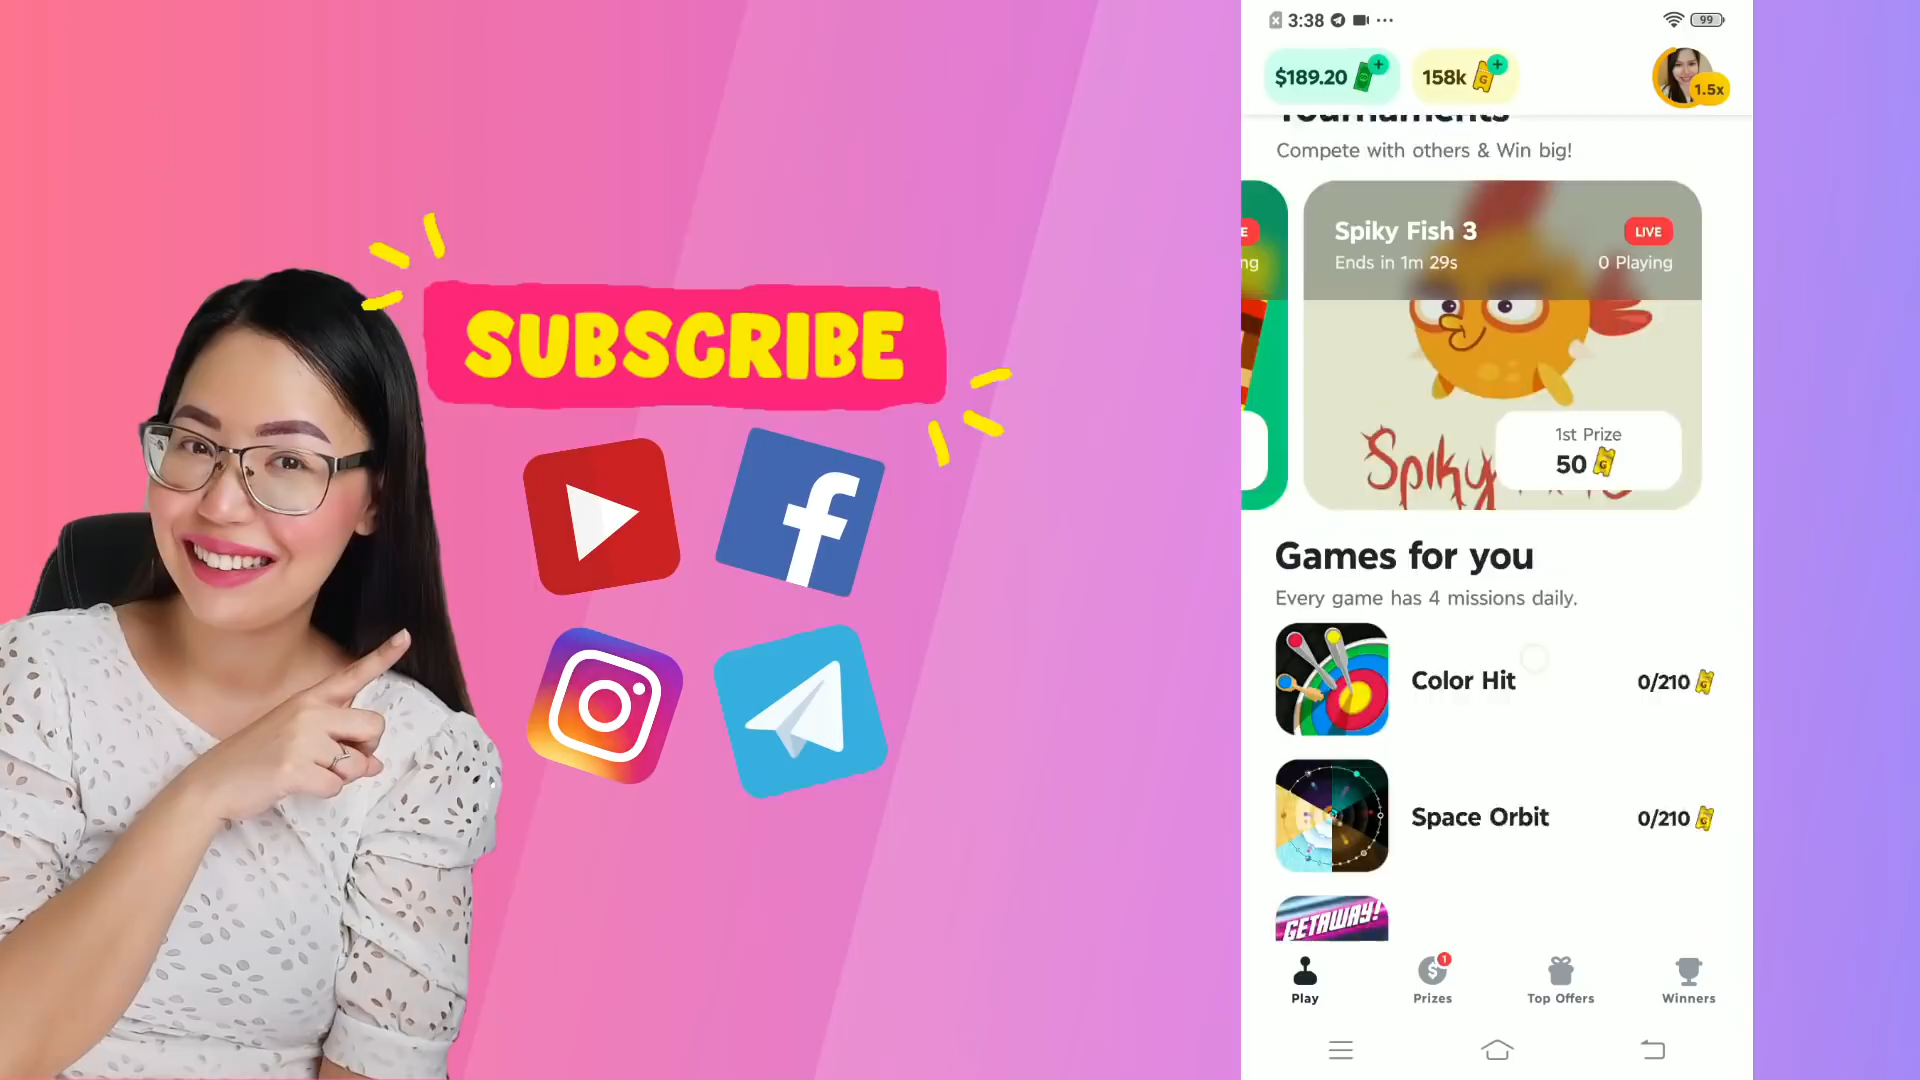 SUBSCRIBE
3:38
99
$189.20
158k
1.5x
Tournaments
Compete with others & Win big!
E
ng
Spiky Fish 3
LIVE
Ends in 1m 29s
0 Playing
1st Prize
50
Spiky
Games for you
Every game has 4 missions daily.
Color Hit
0/210
Space Orbit
0/210
GETAWAY!
Play
1
Prizes
Top Offers
Winners